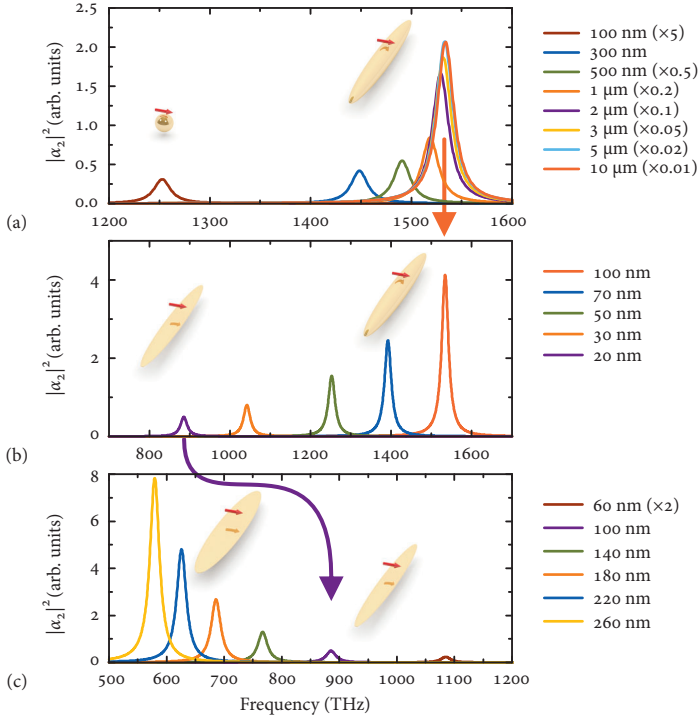 2.5
2.0
1.5
1.0
0.5
0.0
|α₂|² (arb. units)
1200 1300 1400 1500 1600
(a)
100 nm (×5)
300 nm
500 nm (×0.5)
1 µm (×0.2)
2 µm (×0.1)
3 µm (×0.05)
5 µm (×0.02)
10 µm (×0.01)
4
2
0
|α₂|² (arb. units)
800 1000 1200 1400 1600
(b)
100 nm
70 nm
50 nm
30 nm
20 nm
8
6
4
2
0
|α₂|² (arb. units)
500 600 700 800 900 1000 1100 1200
(c)
Frequency (THz)
60 nm (×2)
100 nm
140 nm
180 nm
220 nm
260 nm